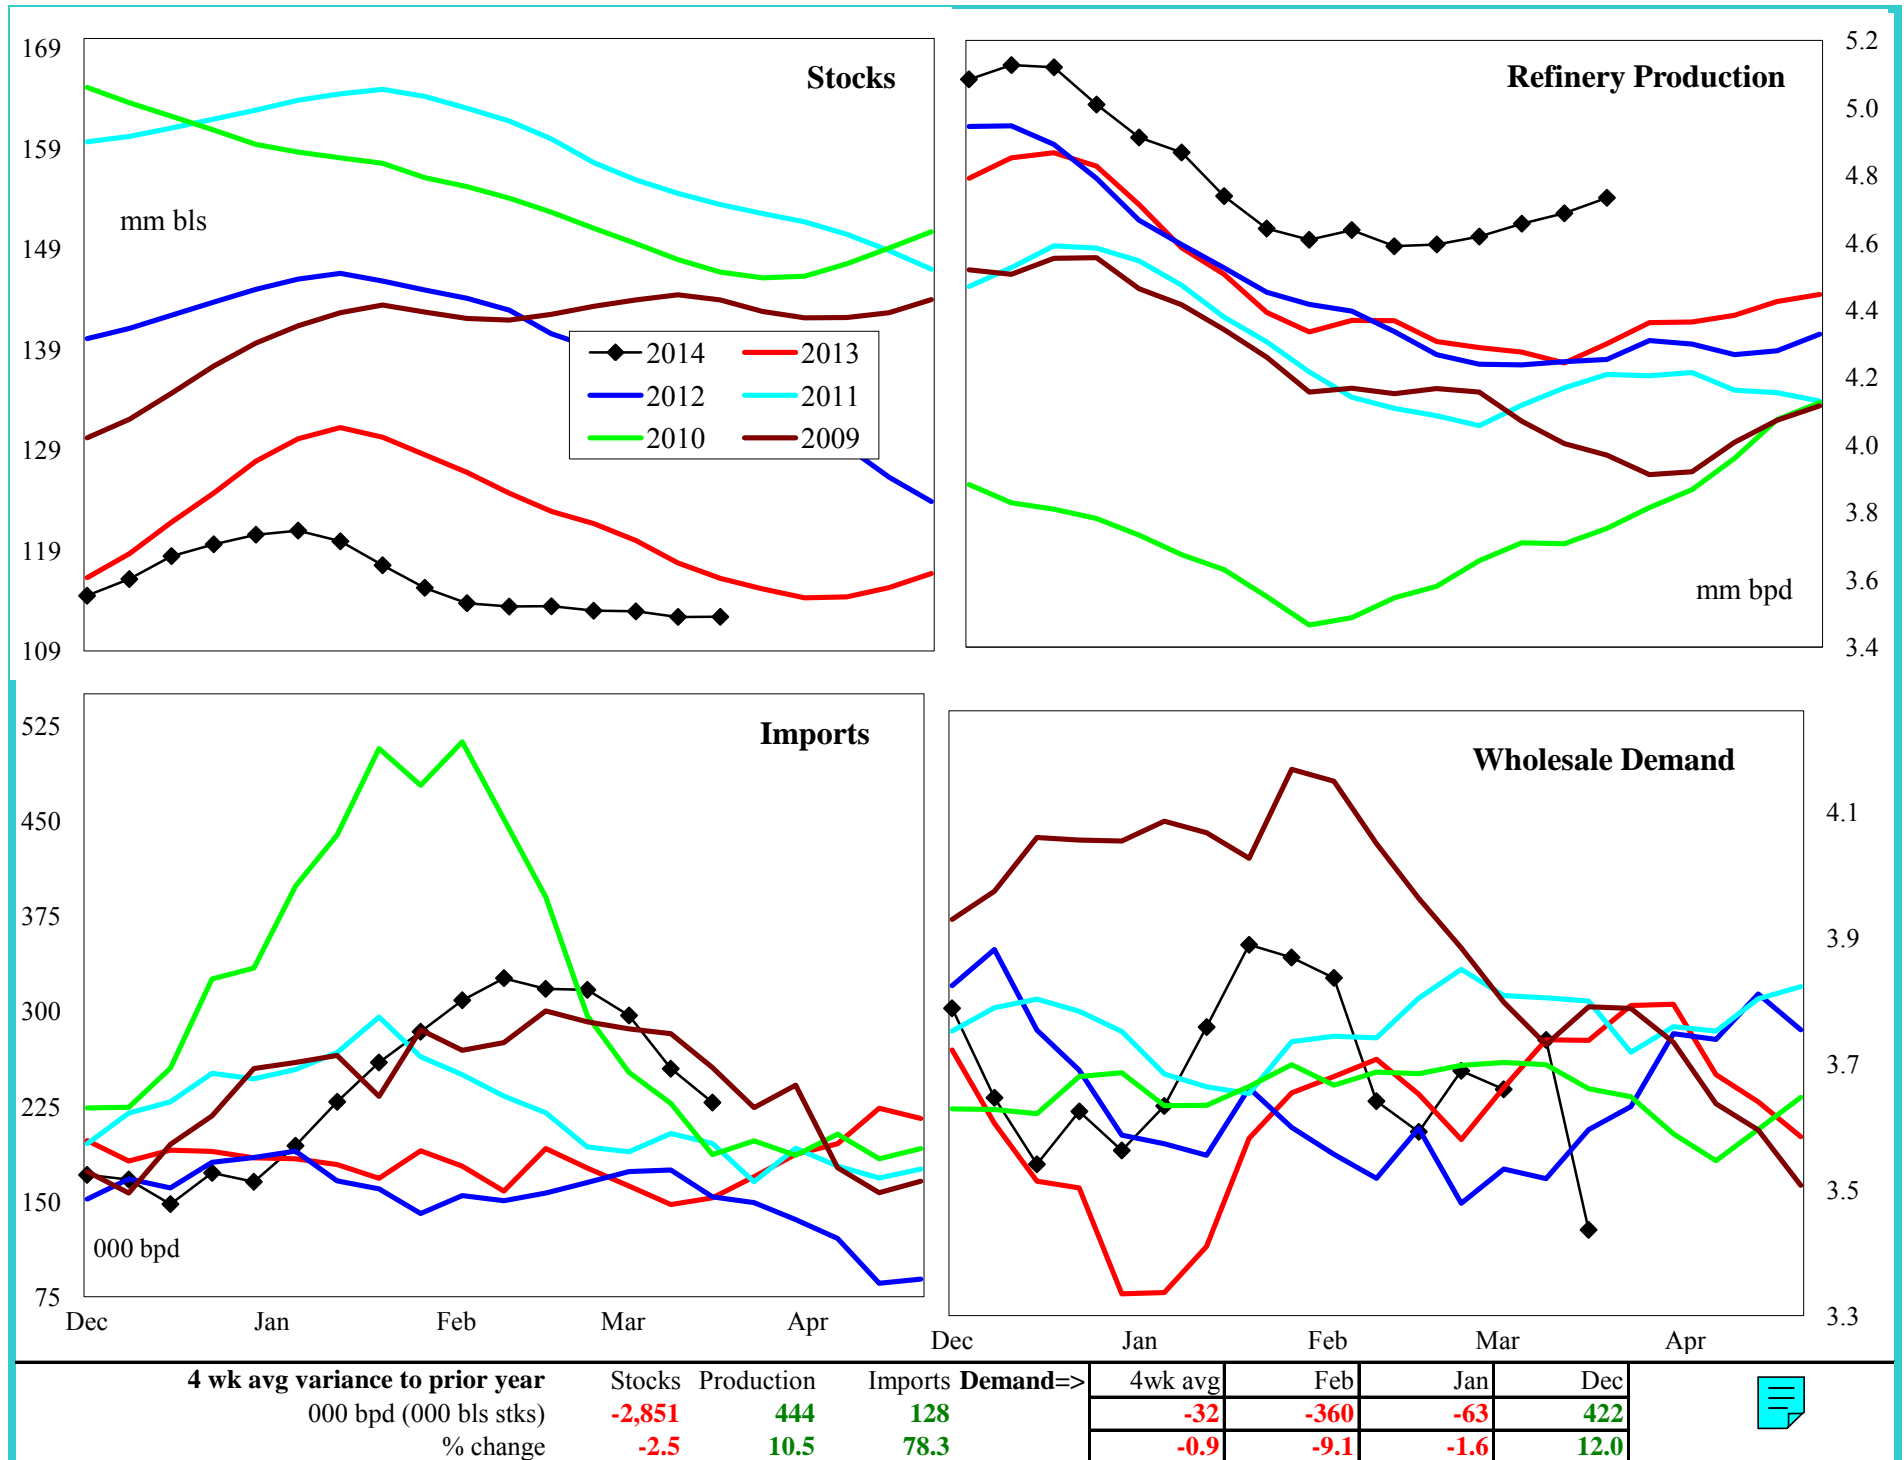 Stocks
169
159
149
139
129
119
109
mm bls
2014 2013
2012 2011
2010 2009
Refinery Production
5.2
5.0
4.8
4.6
4.4
4.2
4.0
3.8
3.6
3.4
mm bpd
Imports
525
450
375
300
225
150
75
000 bpd
Dec Jan Feb Mar Apr
Wholesale Demand
4.1
3.9
3.7
3.5
3.3
Dec Jan Feb Mar Apr
4 wk avg variance to prior year Stocks Production Imports Demand=> 4wk avg Feb Jan Dec
000 bpd (000 bls stks) -2,851 444 128 -32 -360 -63 422
% change -2.5 10.5 78.3 -0.9 -9.1 -1.6 12.0